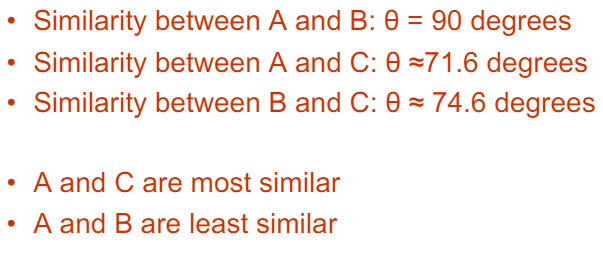 • Similarity between A and B: θ = 90 degrees
• Similarity between A and C: θ ≈71.6 degrees
• Similarity between B and C: θ ≈ 74.6 degrees
• A and C are most similar
• A and B are least similar